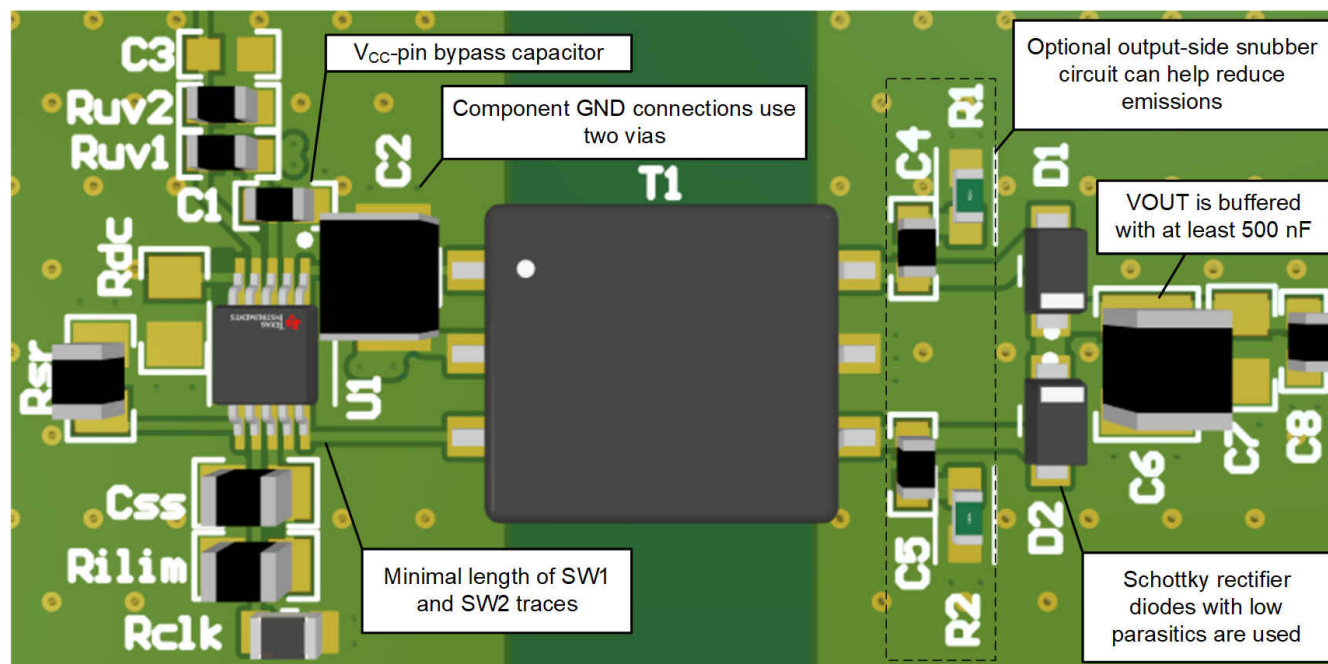 C3
V_CC-pin bypass capacitor
Optional output-side snubber
circuit can help reduce
emissions
Ruv2
Component GND connections use
two vias
R1
Ruv1
C2
C4
D1
T1
C1
VOUT is buffered
with at least 500 nF
Rdc
TEXAS
INSTRUMENTS
Rsr
U1
C7
C8
C6
Css
C5
D2
Rilim
Minimal length of SW1
and SW2 traces
Schottky rectifier
diodes with low
parasitics are used
R2
Rclk